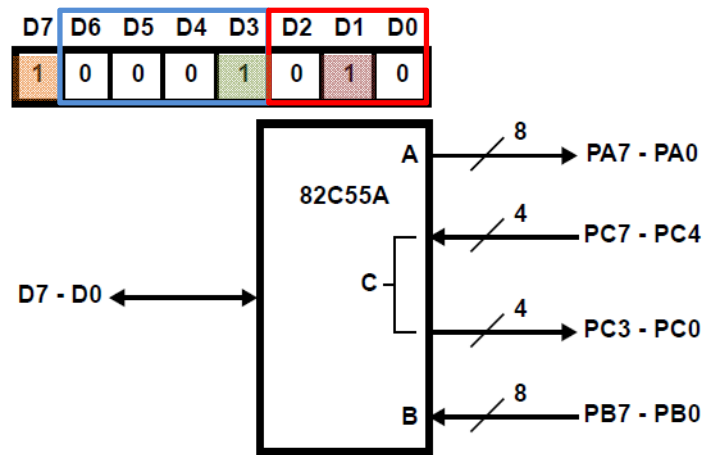 D7 D6 D5 D4 D3 D2 D1 D0
1 0 0 0 1 0 1 0
8
A PA7 - PA0
82C55A
4
PC7 - PC4
C
D7 - D0
4
PC3 - PC0
8
B PB7 - PB0